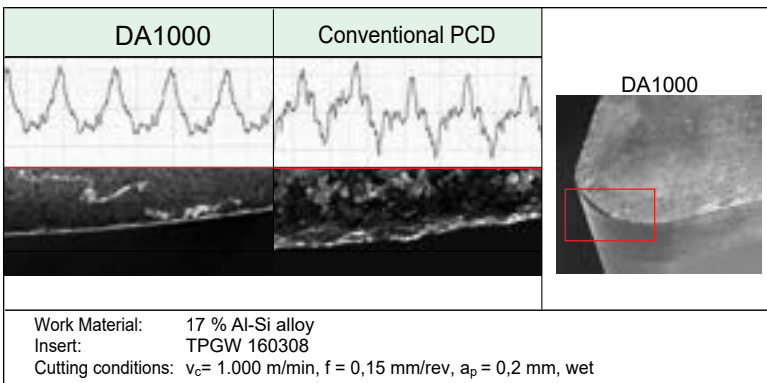 DA1000
Conventional PCD
DA1000
Work Material: 17 % Al-Si alloy
Insert: TPGW 160308
Cutting conditions: vc= 1.000 m/min, f = 0,15 mm/rev, ap = 0,2 mm, wet